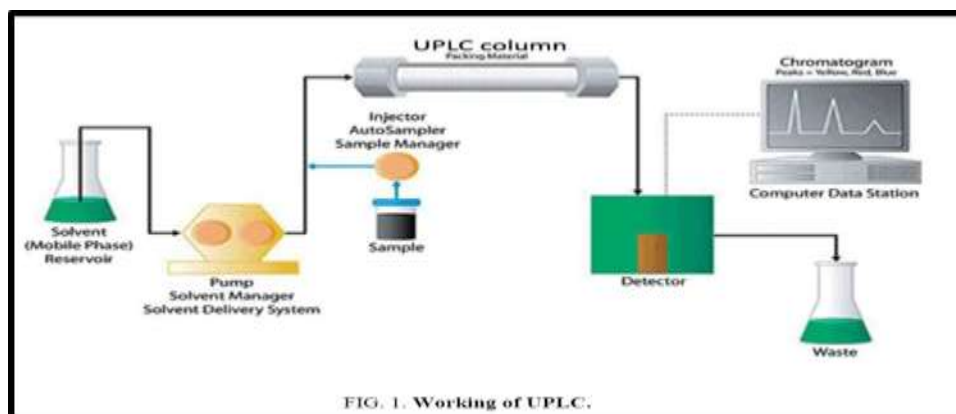 UPLC column
Packing Material
Chromatogram
Peaks = Yellow, Red, Blue
Injector
AutoSampler
Sample Manager
Computer Data Station
Solvent
(Mobile Phase)
Reservoir
Sample
Pump
Solvent Manager
Solvent Delivery System
Detector
Waste
FIG. 1. Working of UPLC.